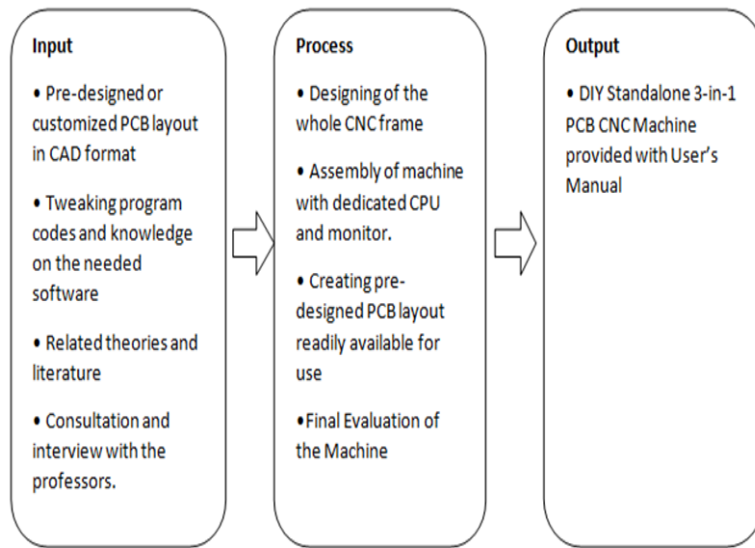 Input
• Pre-designed or
customized PCB layout
in CAD format
• Tweaking program
codes and knowledge
on the needed
software
• Related theories and
literature
• Consultation and
interview with the
professors.
Process
• Designing of the
whole CNC frame
• Assembly of machine
with dedicated CPU
and monitor.
• Creating pre-
designed PCB layout
readily available for
use
•Final Evaluation of
the Machine
Output
• DIY Standalone 3-in-1
PCB CNC Machine
provided with User's
Manual